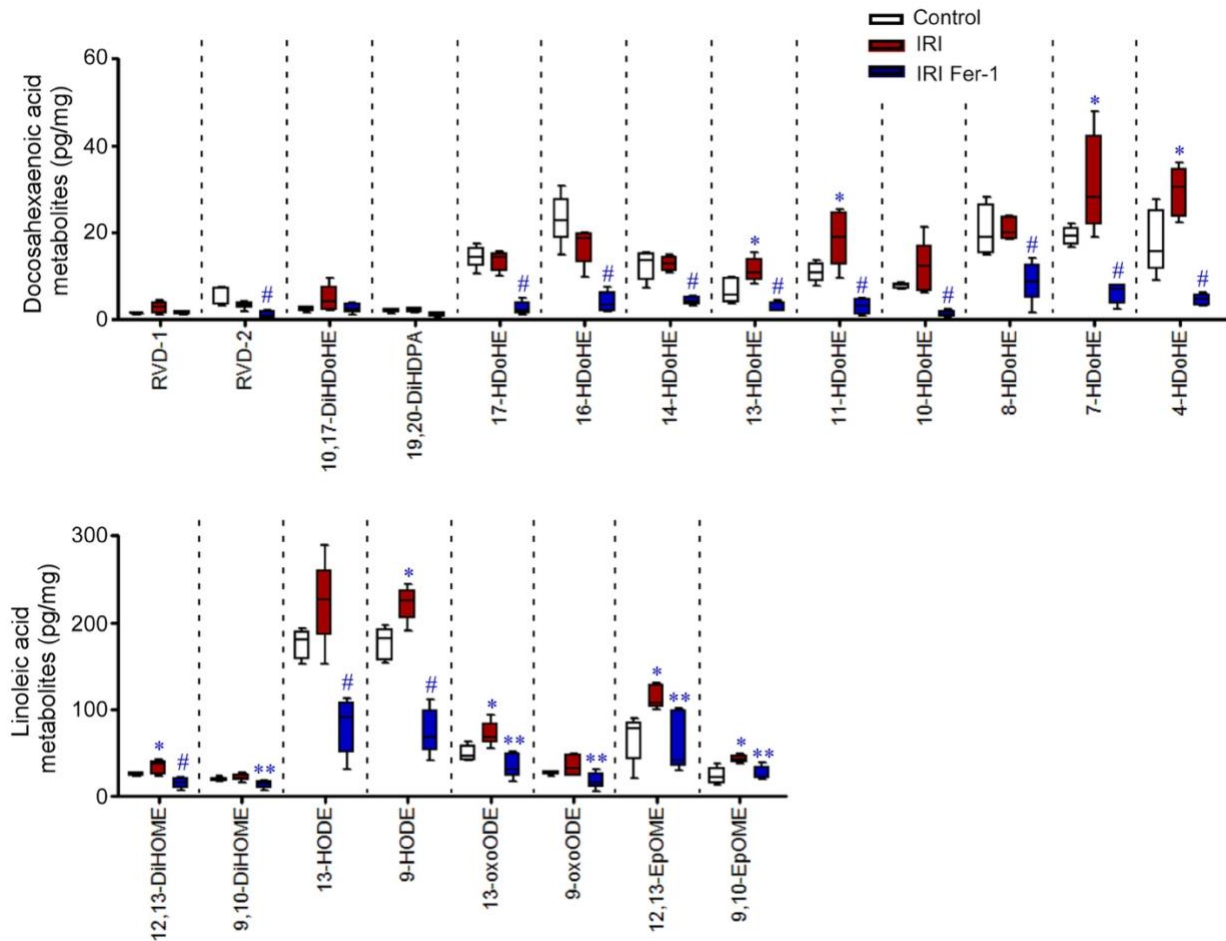 Control
IRI
IRI Fer-1
Docosahexaenoic acid
metabolites (pg/mg)
60
40
20
0
*
*
*
*
#
#
#
#
#
#
#
#
#
#
RVD-1
RVD-2
10,17-DiHDoHE
19,20-DiHDPA
17-HDoHE
16-HDoHE
14-HDoHE
13-HDoHE
11-HDoHE
10-HDoHE
8-HDoHE
7-HDoHE
4-HDoHE
Linoleic acid
metabolites (pg/mg)
300
200
100
0
*
#
**
#
*
#
*
**
**
*
**
*
**
12,13-DiHOME
9,10-DiHOME
13-HODE
9-HODE
13-oxoODE
9-oxoODE
12,13-EpOME
9,10-EpOME